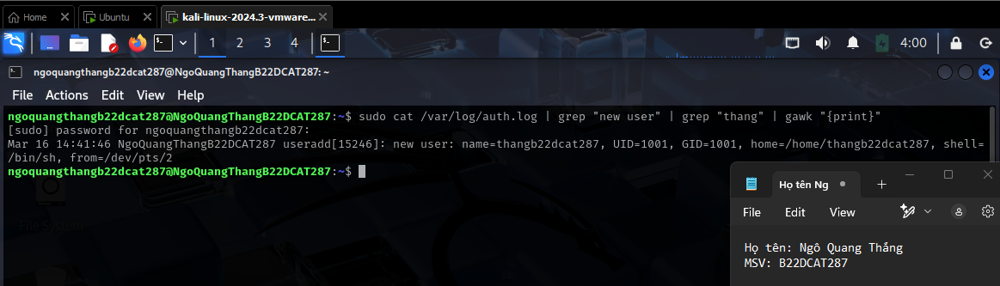 Home × Ubuntu × kali-linux-2024.3-vmware... ×
1 2 3 4 4:00
ngoquangthangb22dcat287@NgoQuangThangB22DCAT287: ~
File Actions Edit View Help
ngoquangthangb22dcat287@NgoQuangThangB22DCAT287:~$ sudo cat /var/log/auth.log | grep "new user" | grep "thang" | gawk "{print}"
[sudo] password for ngoquangthangb22dcat287:
Mar 16 14:41:46 NgoQuangThangB22DCAT287 useradd[15246]: new user: name=thangb22dcat287, UID=1001, GID=1001, home=/home/thangb22dcat287, shell=
/bin/sh, from=/dev/pts/2
ngoquangthangb22dcat287@NgoQuangThangB22DCAT287:~$
File System
Họ tên Ng
File Edit View
Họ tên: Ngô Quang Thắng
MSV: B22DCAT287